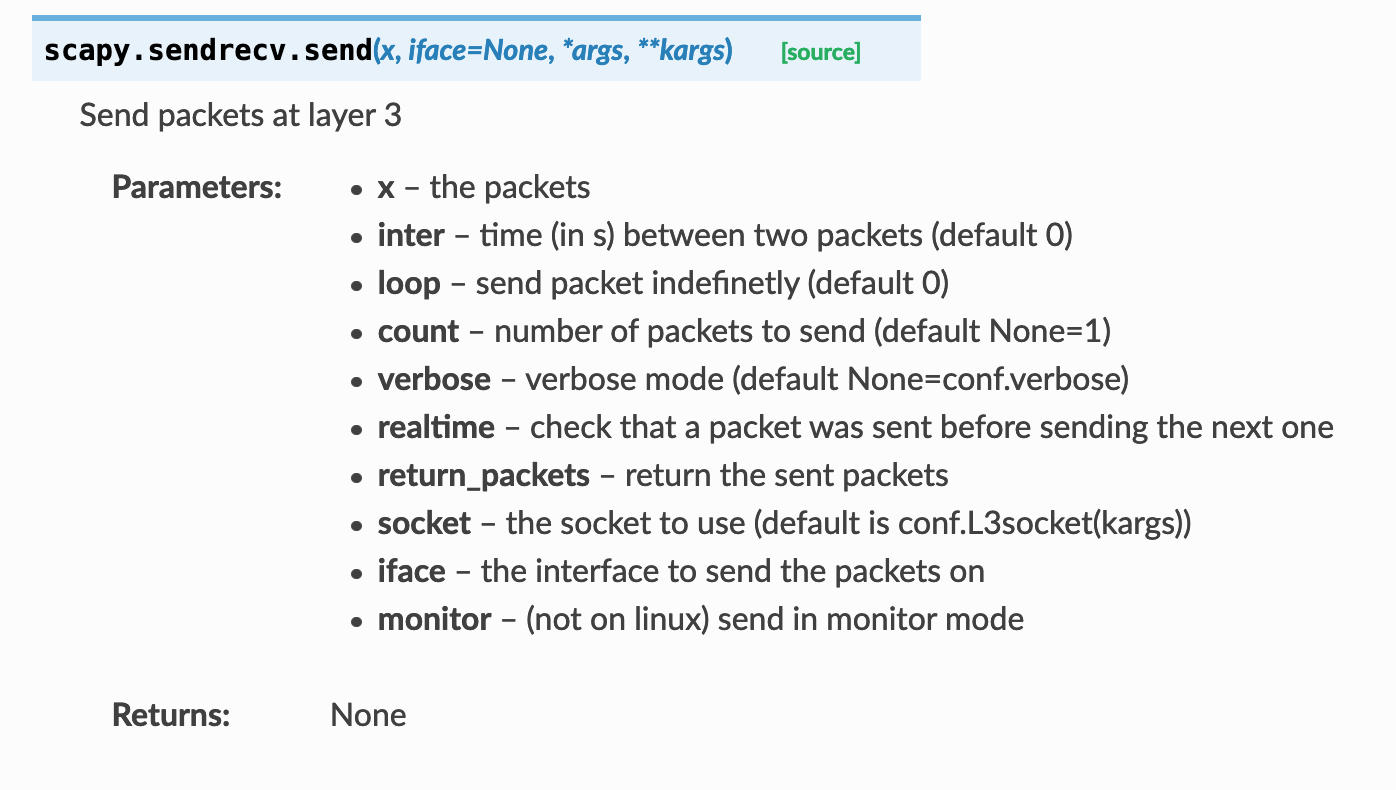 scapy.sendrecv.send(x, iface=None, *args, **kargs) [source]
Send packets at layer 3
Parameters: • x – the packets
• inter – time (in s) between two packets (default 0)
• loop – send packet indefinetly (default 0)
• count – number of packets to send (default None=1)
• verbose – verbose mode (default None=conf.verbose)
• realtime – check that a packet was sent before sending the next one
• return_packets – return the sent packets
• socket – the socket to use (default is conf.L3socket(kargs))
• iface – the interface to send the packets on
• monitor – (not on linux) send in monitor mode
Returns: None